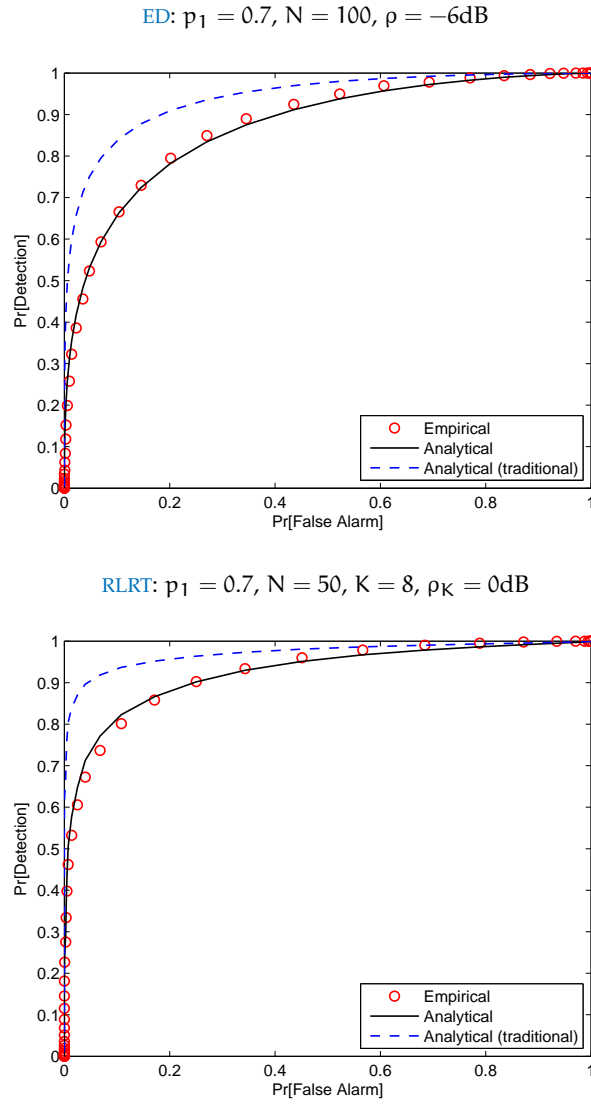 ED: p₁ = 0.7, N = 100, ρ = −6dB
1
0.9
0.8
0.7
0.6
0.5
0.4
0.3
0.2
0.1
0
Pr[Detection]
Empirical
Analytical
Analytical (traditional)
0 0.2 0.4 0.6 0.8 1
Pr[False Alarm]
RLRT: p₁ = 0.7, N = 50, K = 8, ρ_K = 0dB
1
0.9
0.8
0.7
0.6
0.5
0.4
0.3
0.2
0.1
0
Pr[Detection]
Empirical
Analytical
Analytical (traditional)
0 0.2 0.4 0.6 0.8 1
Pr[False Alarm]